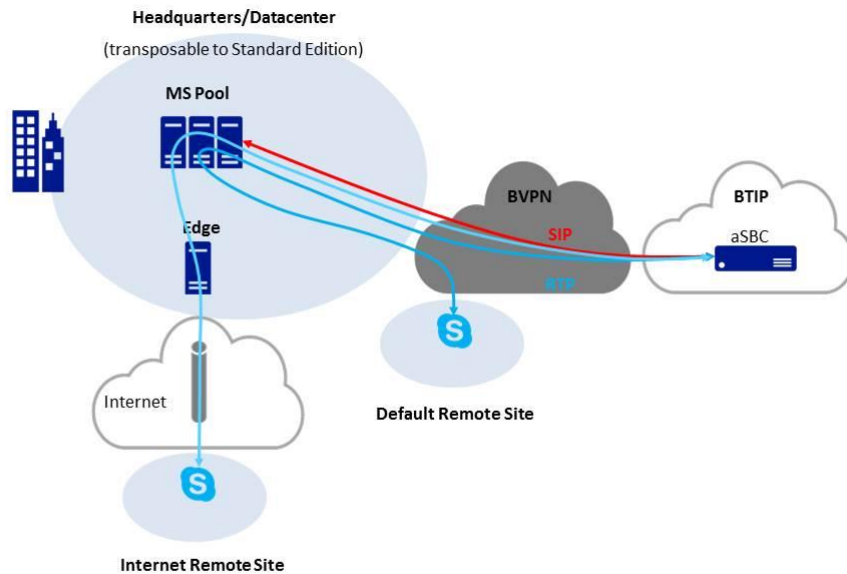 Headquarters/Datacenter
(transposable to Standard Edition)
MS Pool
BVPN
BTIP
SIP
aSBC
Edge
RTP
Internet
Default Remote Site
Internet Remote Site